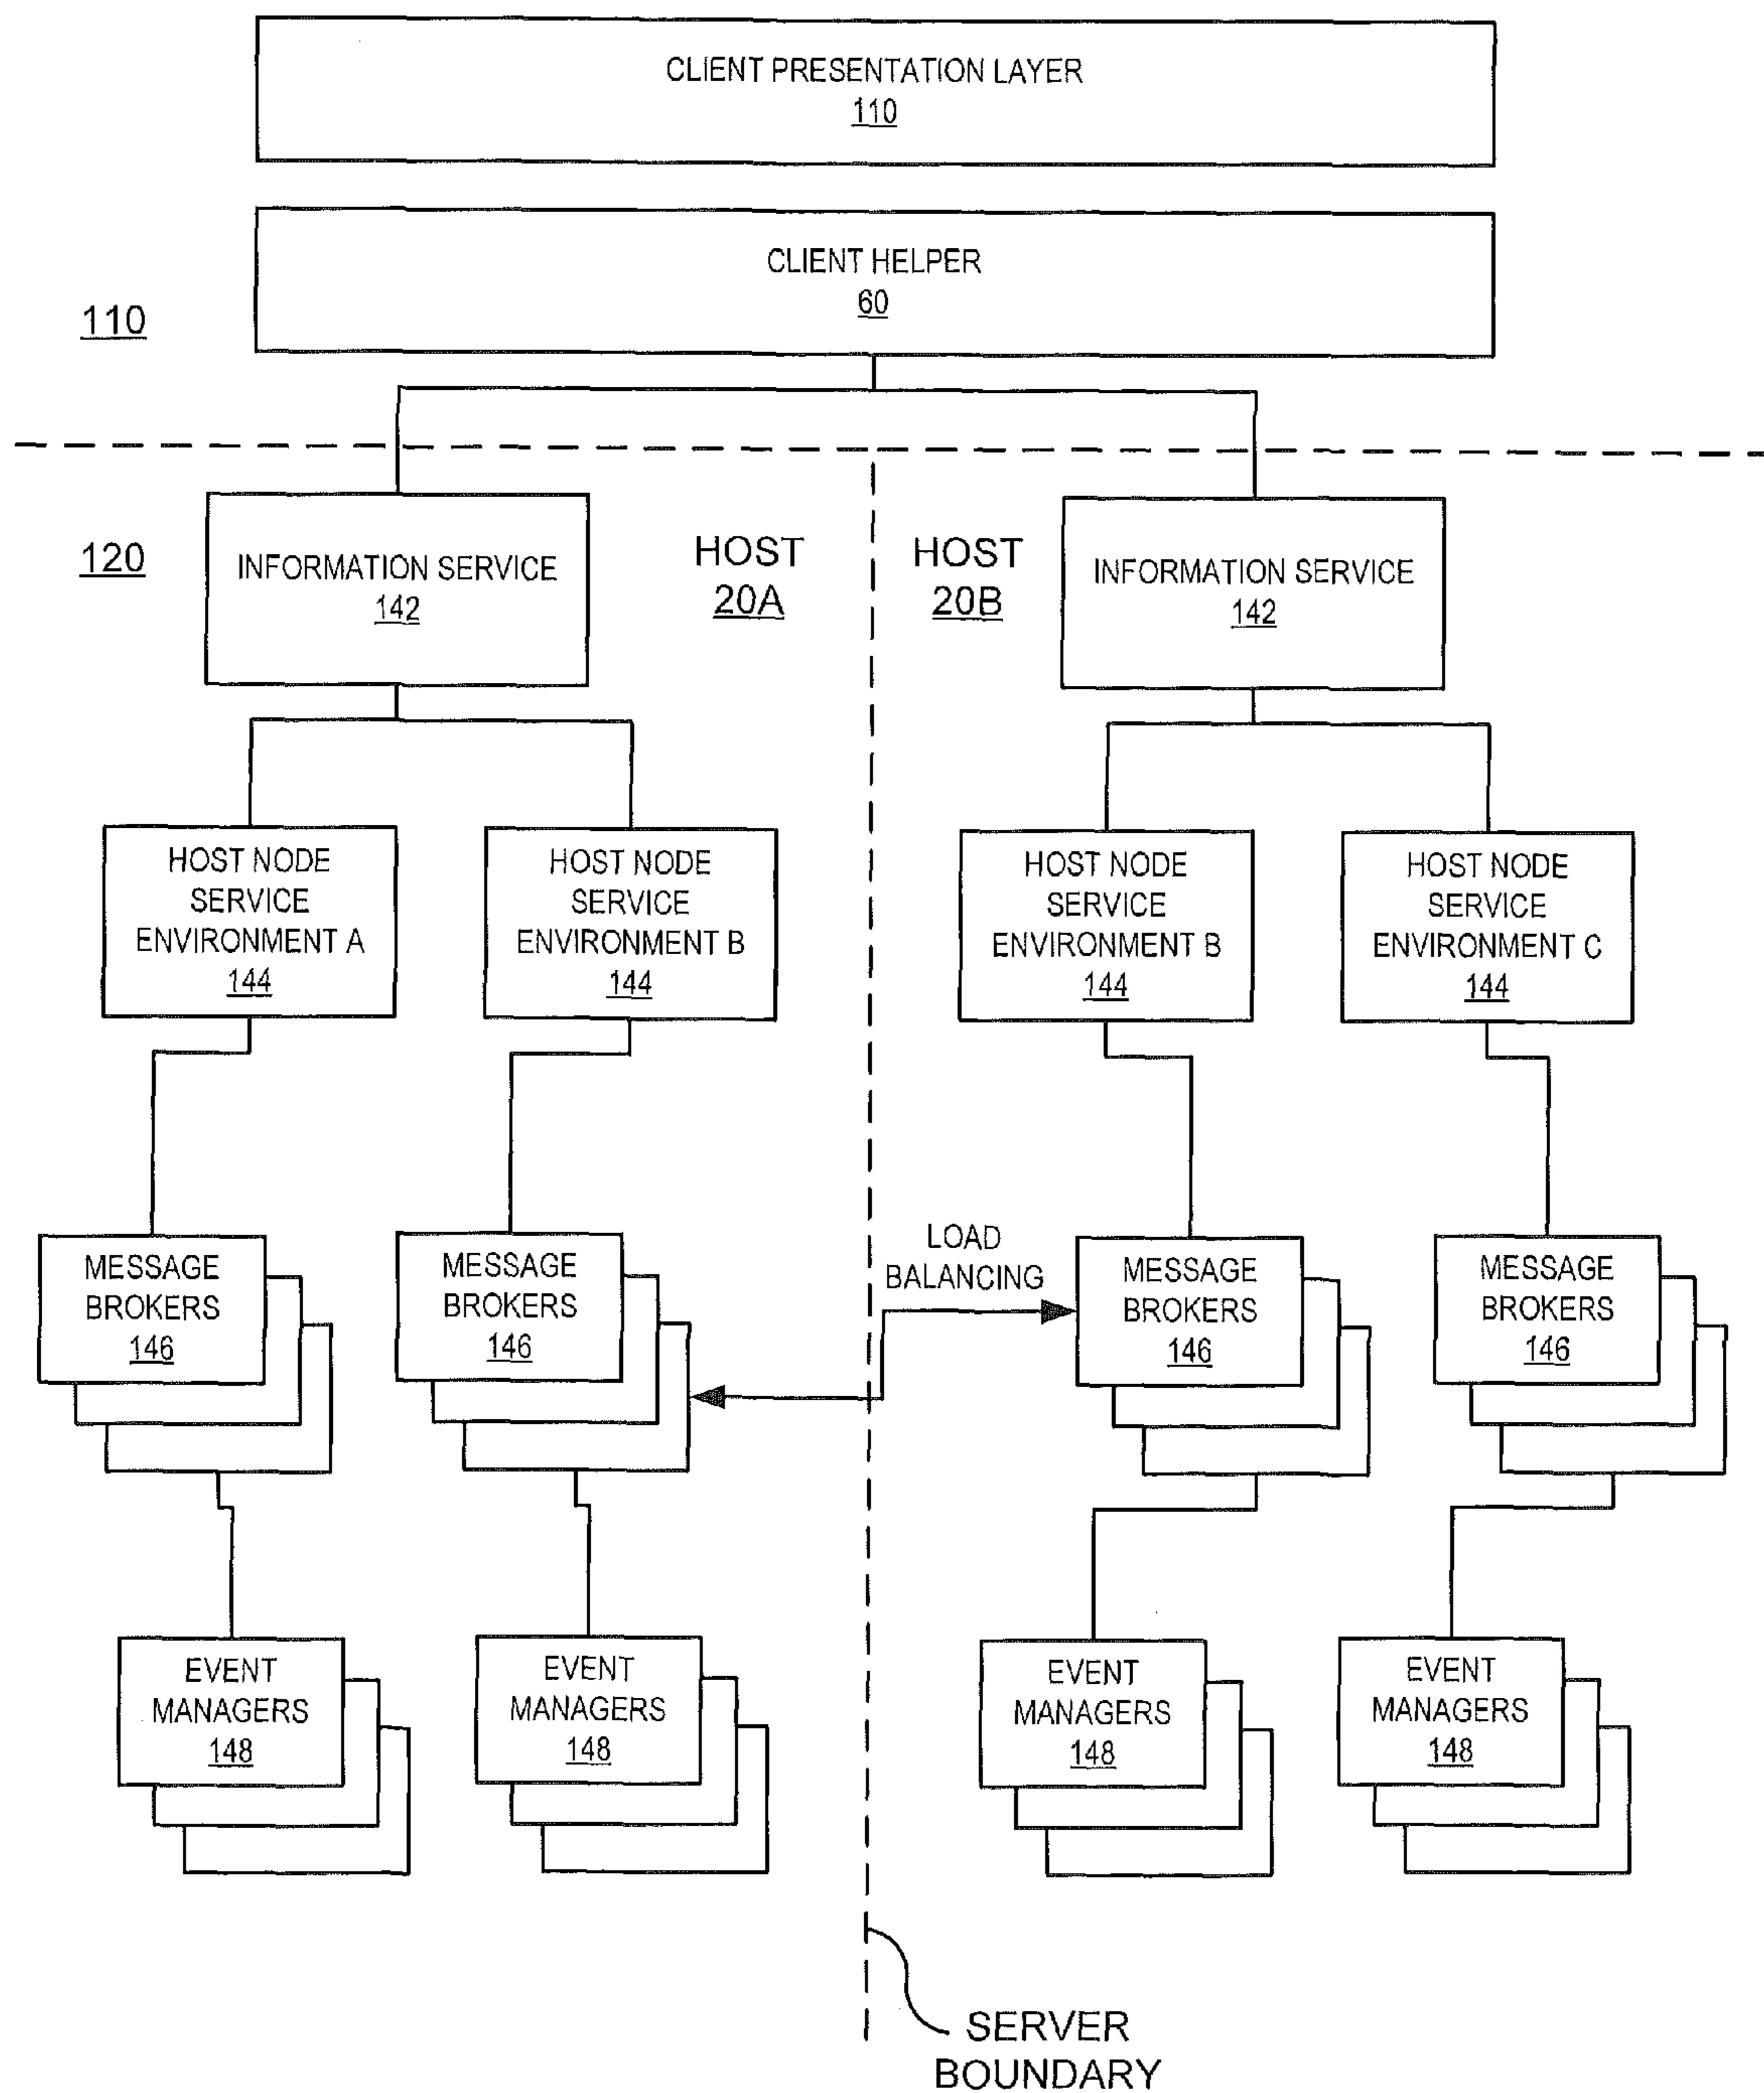 CLIENT PRESENTATION LAYER
110
CLIENT HELPER
60
110
120
INFORMATION SERVICE
142
HOST
20A
HOST
20B
INFORMATION SERVICE
142
HOST NODE
SERVICE
ENVIRONMENT A
144
HOST NODE
SERVICE
ENVIRONMENT B
144
HOST NODE
SERVICE
ENVIRONMENT B
144
HOST NODE
SERVICE
ENVIRONMENT C
144
MESSAGE
BROKERS
146
MESSAGE
BROKERS
146
LOAD
BALANCING
MESSAGE
BROKERS
146
MESSAGE
BROKERS
146
EVENT
MANAGERS
148
EVENT
MANAGERS
148
EVENT
MANAGERS
148
EVENT
MANAGERS
148
SERVER
BOUNDARY